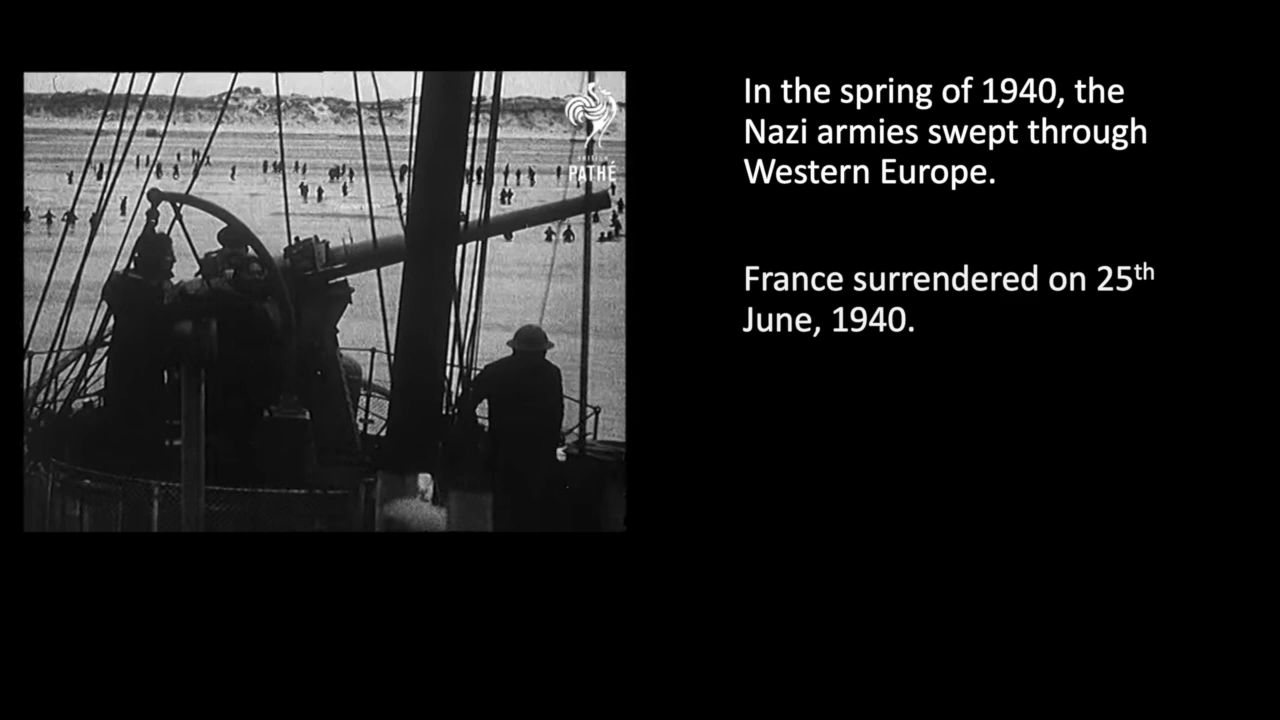 BRITISH
PATHÉ
In the spring of 1940, the
Nazi armies swept through
Western Europe.
France surrendered on 25th
June, 1940.